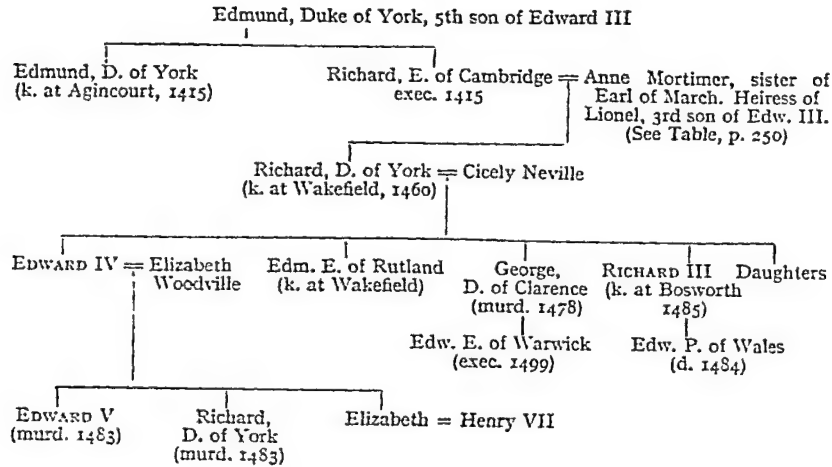 Edmund, Duke of York, 5th son of Edward III
Edmund, D. of York
(k. at Agincourt, 1415)
Richard, E. of Cambridge = Anne Mortimer, sister of
exec. 1415
Earl of March. Heiress of
Lionel, 3rd son of Edw. III.
(See Table, p. 250)
Richard, D. of York = Cicely Neville
(k. at Wakefield, 1460)
EDWARD IV = Elizabeth
Woodville
Edm. E. of Rutland
(k. at Wakefield)
George,
D. of Clarence
(murd. 1478)
RICHARD III
(k. at Bosworth
1485)
Daughters
Edw. E. of Warwick
(exec. 1499)
Edw. P. of Wales
(d. 1484)
EDWARD V
(murd. 1483)
Richard,
D. of York
(murd. 1483)
Elizabeth = Henry VII